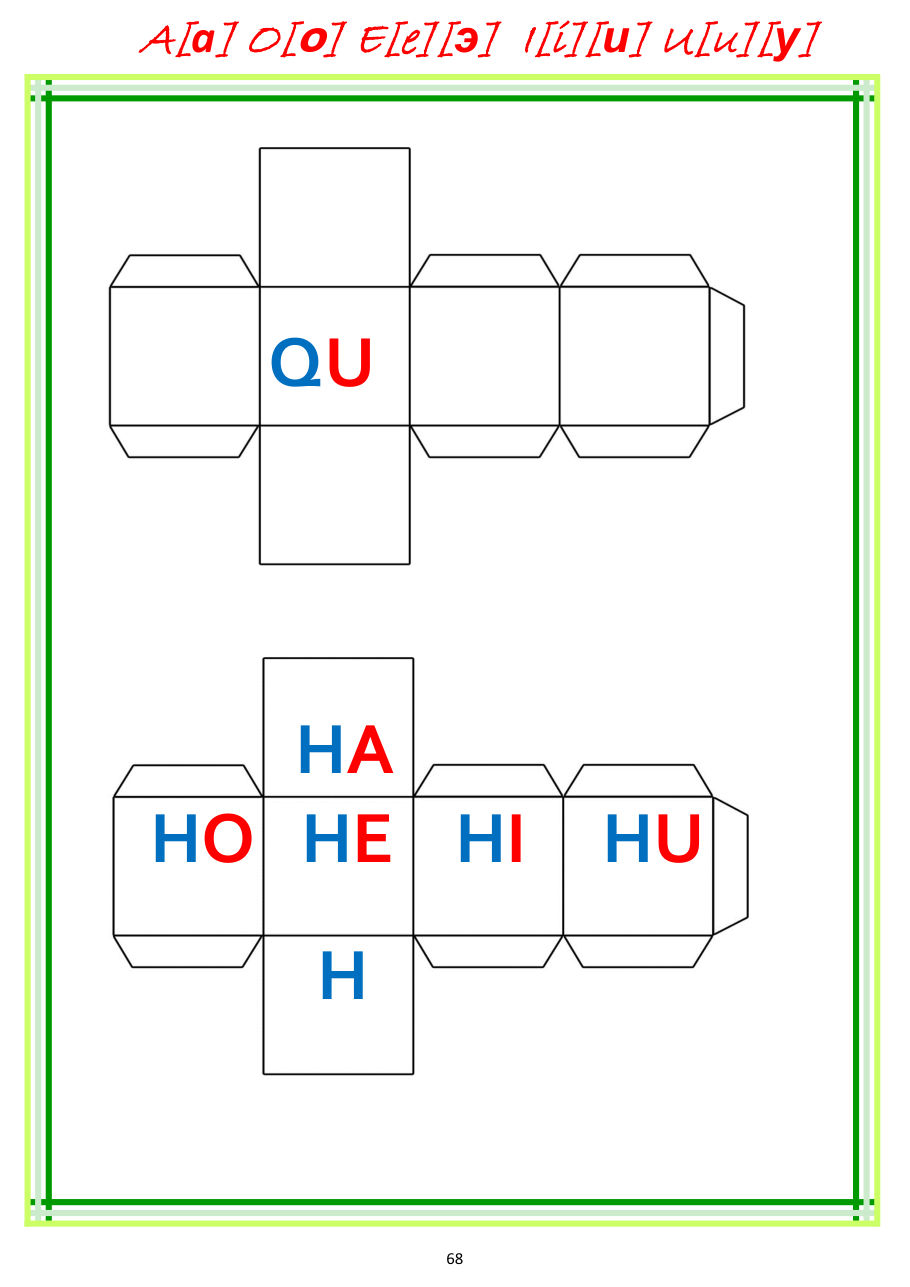 A[а] O[о] E[e][э] I[i][и] U[u][у]
QU
HA
HO HE HI HU
H
68